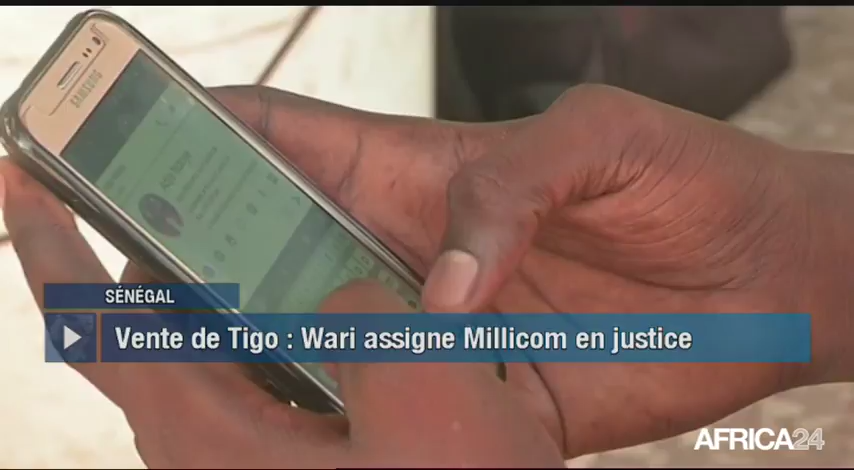 SAMSUNG
SÉNÉGAL
Vente de Tigo : Wari assigne Millicom en justice
AFRICA24